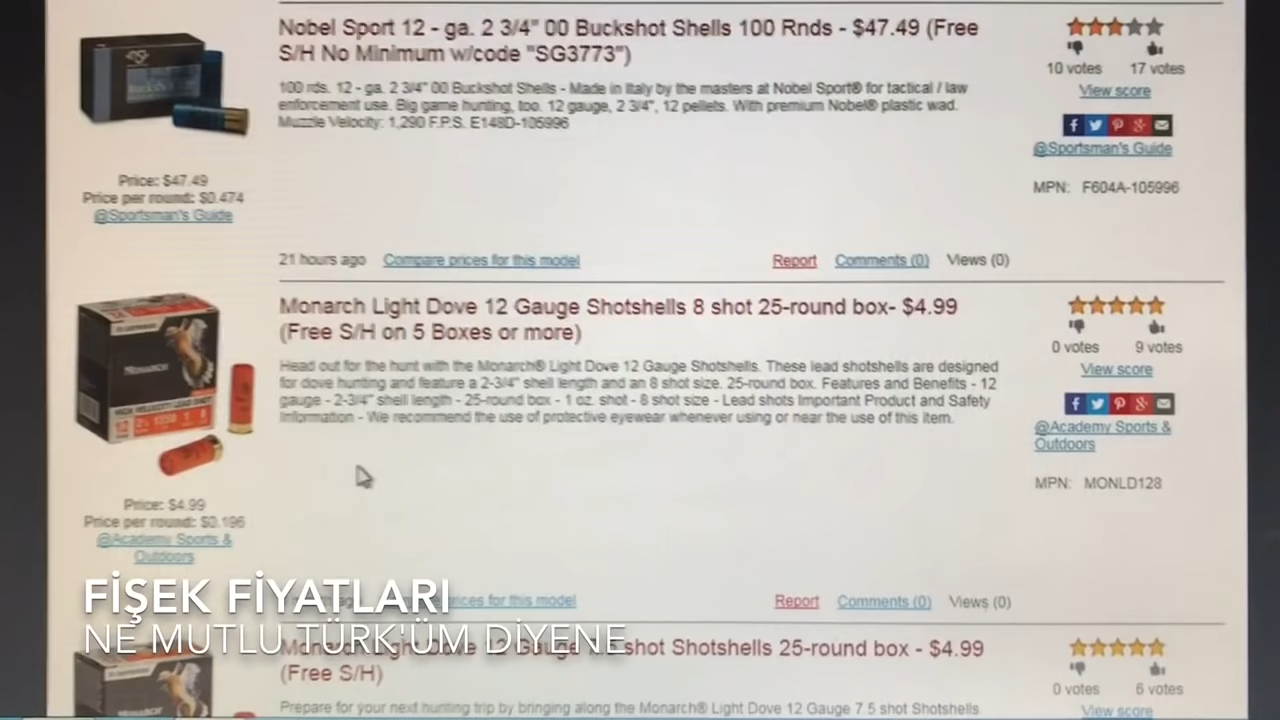 Nobel Sport 12 - ga. 2 3/4" 00 Buckshot Shells 100 Rnds - $47.49 (Free
S/H No Minimum w/code "SG3773")
100 rds. 12 - ga. 2 3/4" 00 Buckshot Shells - Made in Italy by the masters at Nobel Sport® for tactical / law
enforcement use. Big game hunting, too. 12 gauge, 2 3/4", 12 pellets. With premium Nobel® plastic wad.
Muzzle Velocity: 1,290 F.P.S. E148D-105996
10 votes 17 votes
View score
@Sportsman's Guide
MPN: F604A-105996
Price: $47.49
Price per round: $0.474
@Sportsman's Guide
21 hours ago Compare prices for this model Report Comments (0) Views (0)
Monarch Light Dove 12 Gauge Shotshells 8 shot 25-round box- $4.99
(Free S/H on 5 Boxes or more)
Head out for the hunt with the Monarch® Light Dove 12 Gauge Shotshells. These lead shotshells are designed
for dove hunting and feature a 2-3/4" shell length and an 8 shot size. 25-round box. Features and Benefits - 12
gauge - 2-3/4" shell length - 25-round box - 1 oz. shot - 8 shot size - Lead shots Important Product and Safety
Information - We recommend the use of protective eyewear whenever using or near the use of this item.
0 votes 9 votes
View score
@Academy Sports &
Outdoors
MPN: MONLD128
MONARCH
Price: $4.99
Price per round: $0.196
@Academy Sports &
Outdoors
for this model Report Comments (0) Views (0)
FİŞEK FİYATLARI
NE MUTLU TÜRK'ÜM DİYENE
12 Gauge shot Shotshells 25-round box - $4.99
(Free S/H)
0 votes 6 votes
View score
Prepare for your next hunting trip by bringing along the Monarch® Light Dove 12 Gauge 7.5 shot Shotshells.